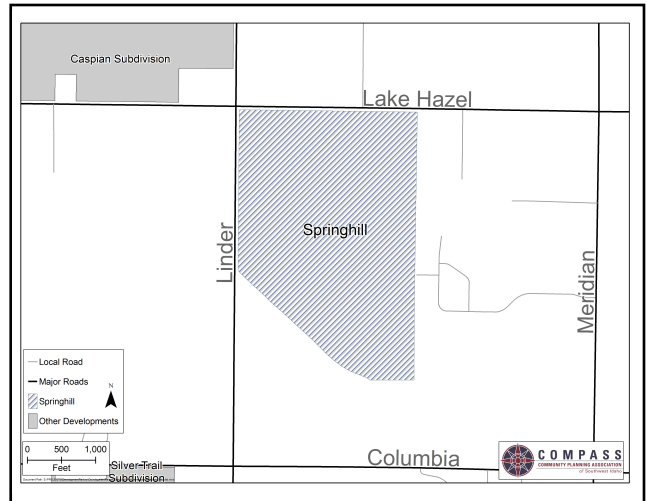 Caspian Subdivision
Lake Hazel
Springhill
Linder
Meridian
Local Road
Major Roads
Springhill
Other Developments
N
0 500 1,000
Feet
Silver Trail
Subdivision
Columbia
COMPASS
COMMUNITY PLANNING ASSOCIATION
of Southwest Idaho